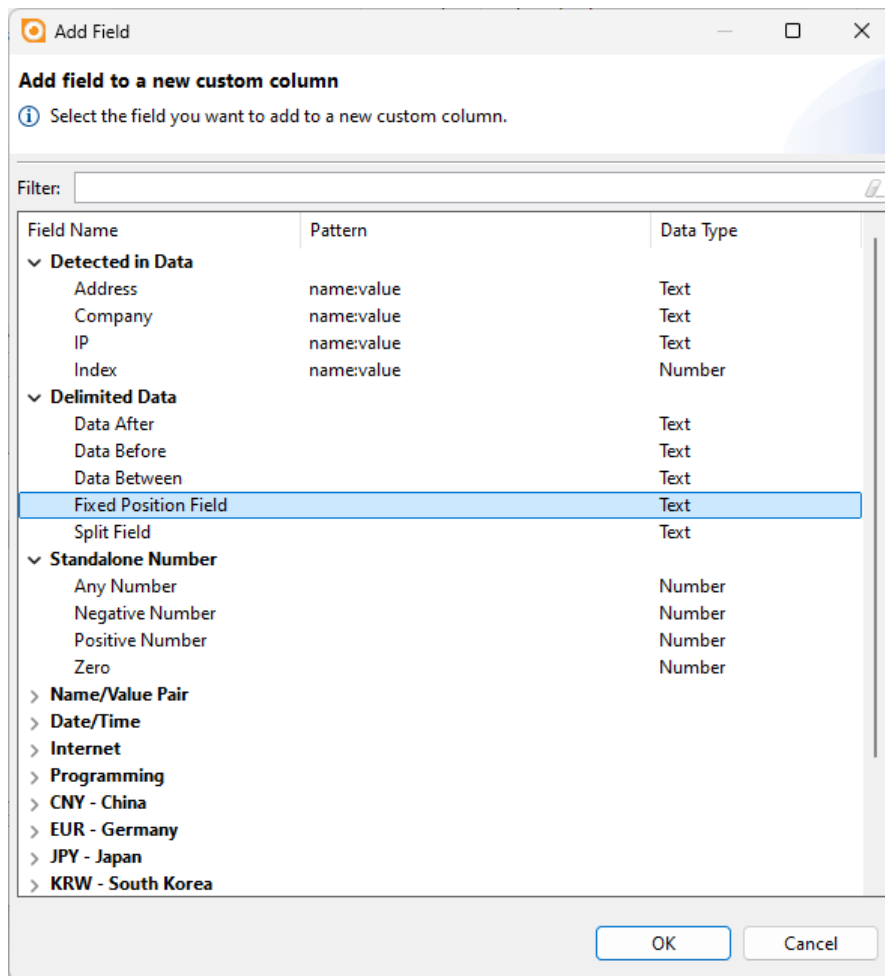 Add Field
Add field to a new custom column
Select the field you want to add to a new custom column.
Filter:
Field Name Pattern Data Type
Detected in Data
Address name:value Text
Company name:value Text
IP name:value Text
Index name:value Number
Delimited Data
Data After Text
Data Before Text
Data Between Text
Fixed Position Field Text
Split Field Text
Standalone Number
Any Number Number
Negative Number Number
Positive Number Number
Zero Number
Name/Value Pair
Date/Time
Internet
Programming
CNY - China
EUR - Germany
JPY - Japan
KRW - South Korea
OK Cancel